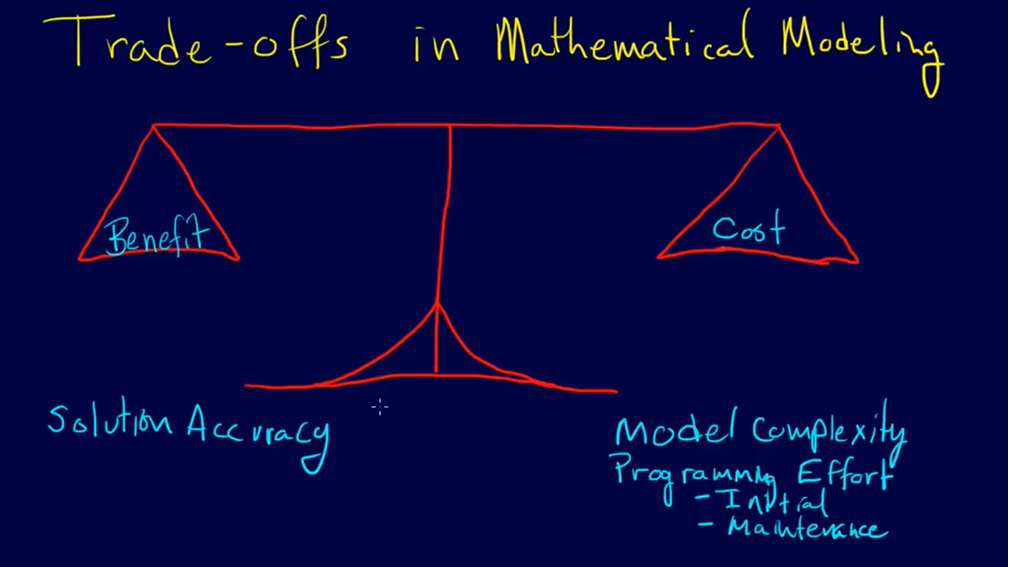 Trade-offs in Mathematical Modeling
Benefit
Cost
Solution Accuracy
Model Complexity
Programming Effort
- Initial
- Maintenance